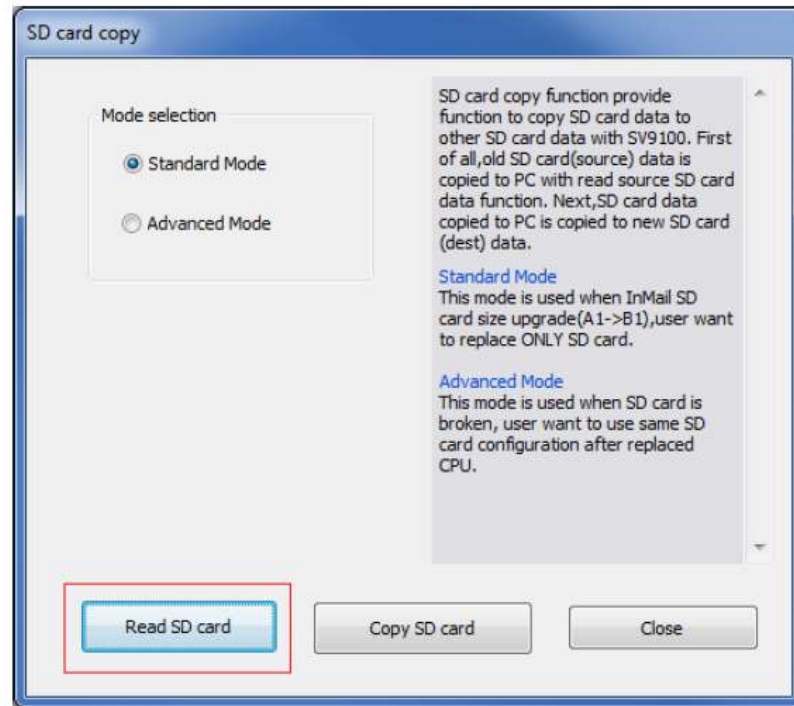 SD card copy
Mode selection
Standard Mode
Advanced Mode
SD card copy function provide
function to copy SD card data to
other SD card data with SV9100. First
of all,old SD card(source) data is
copied to PC with read source SD card
data function. Next,SD card data
copied to PC is copied to new SD card
(dest) data.
Standard Mode
This mode is used when InMail SD
card size upgrade(A1->B1),user want
to replace ONLY SD card.
Advanced Mode
This mode is used when SD card is
broken, user want to use same SD
card configuration after replaced
CPU.
Read SD card
Copy SD card
Close